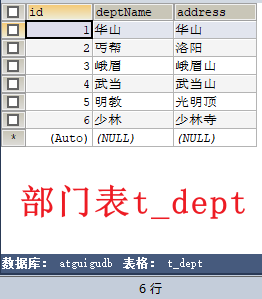 id deptName address
1 华山 华山
2 丐帮 洛阳
3 峨眉 峨眉山
4 武当 武当山
5 明教 光明顶
6 少林 少林寺
* (Auto) (NULL) (NULL)
部门表t_dept
数据库: atguigudb 表格: t_dept
6 行